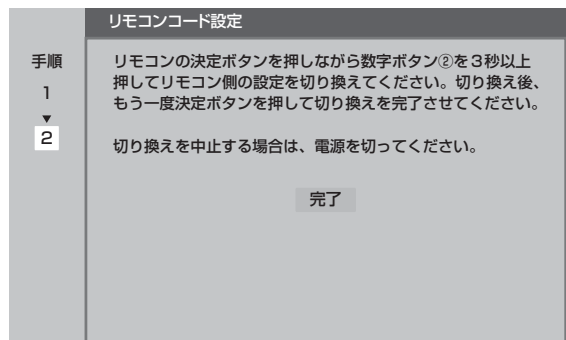 リモコンコード設定
手順
1
▼
2
リモコンの決定ボタンを押しながら数字ボタン②を3秒以上
押してリモコン側の設定を切り換えてください。切り換え後、
もう一度決定ボタンを押して切り換えを完了させてください。
切り換えを中止する場合は、電源を切ってください。
完了